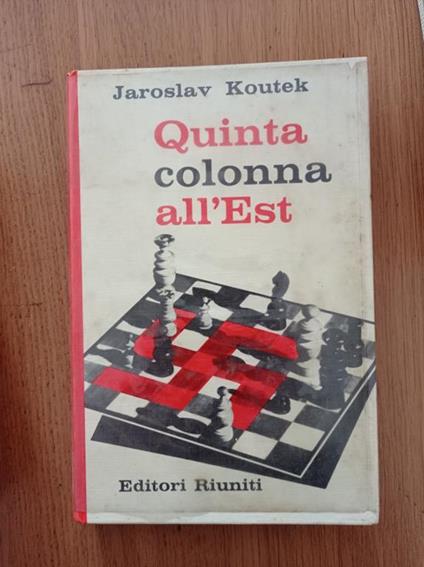 Jaroslav Koutek
Quinta
colonna
all'Est
Editori Riuniti